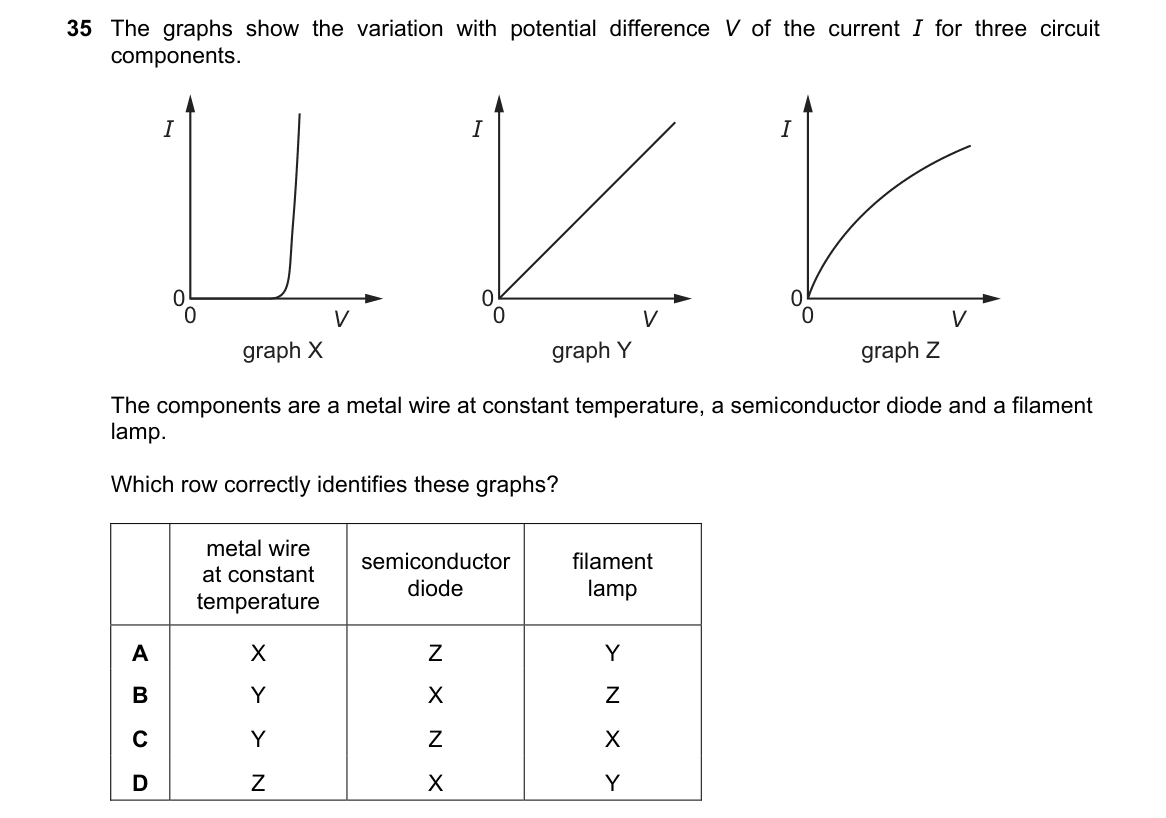 35 The graphs show the variation with potential difference V of the current I for three circuit
components.
I
0
0
V
graph X
I
0
0
V
graph Y
I
0
0
V
graph Z
The components are a metal wire at constant temperature, a semiconductor diode and a filament
lamp.
Which row correctly identifies these graphs?
metal wire
at constant
temperature
semiconductor
diode
filament
lamp
A X Z Y
B Y X Z
C Y Z X
D Z X Y